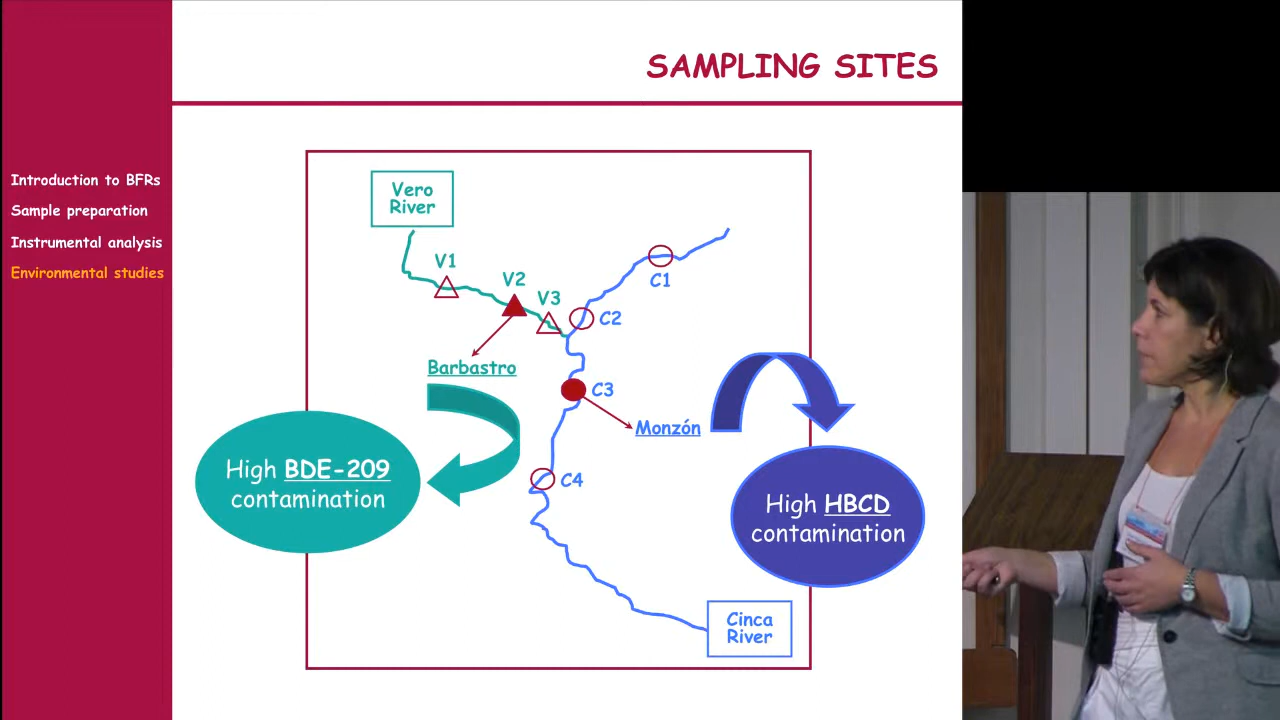 SAMPLING SITES
Introduction to BFRs
Sample preparation
Instrumental analysis
Environmental studies
Vero
River
V1
V2
V3
C1
C2
Barbastro
C3
Monzón
High BDE-209
contamination
C4
High HBCD
contamination
Cinca
River